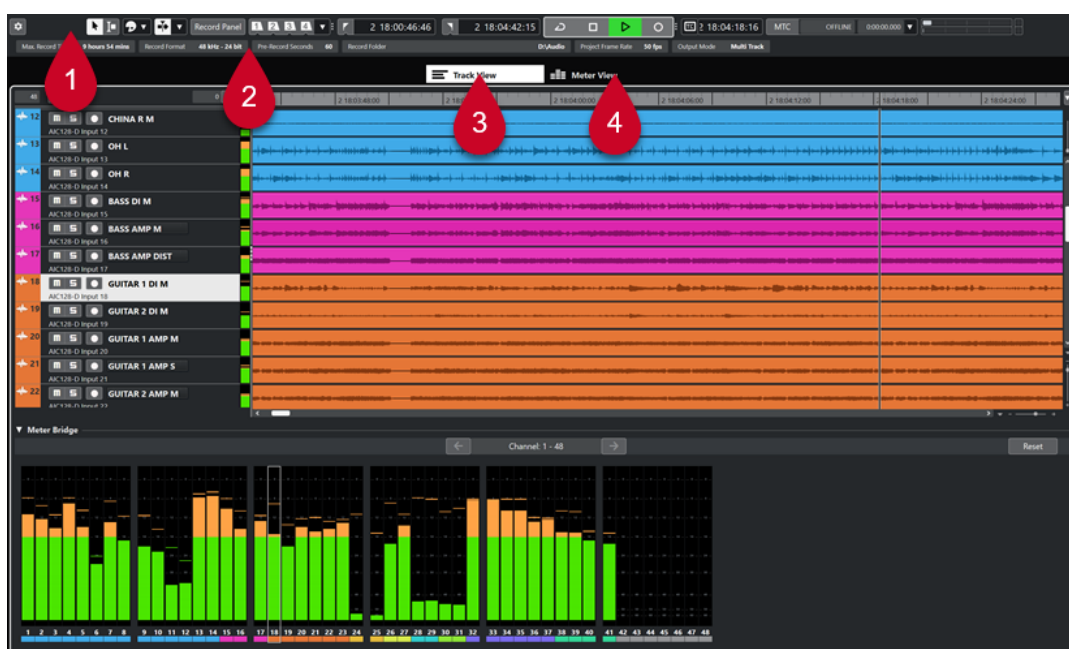 Record Panel 1 2 3 4 2 18:00:46:46 2 18:04:42:15 2 18:04:18:16 MTC OFFLINE 0:00:00.000
Max. Record 9 hours 54 mins Record Format 48 kHz - 24 bit Pre-Record Seconds 60 Record Folder D:\Audio Project Frame Rate 50 fps Output Mode Multi Track
1 2 3 4
Track View Meter View
48 0 2 18:03:48:00 2 18:04:00:00 2 18:04:06:00 2 18:04:12:00 2 18:04:18:00 2 18:04:24:00
12 m S CHINA R M
AIC128-D Input 12
13 m S OH L
AIC128-D Input 13
14 m S OH R
AIC128-D Input 14
15 m S BASS DI M
AIC128-D Input 15
16 m S BASS AMP M
AIC128-D Input 16
17 m S BASS AMP DIST
AIC128-D Input 17
18 m S GUITAR 1 DI M
AIC128-D Input 18
19 m S GUITAR 2 DI M
AIC128-D Input 19
20 m S GUITAR 1 AMP M
AIC128-D Input 20
21 m S GUITAR 1 AMP S
AIC128-D Input 21
22 m S GUITAR 2 AMP M
AIC128-D Input 22
Meter Bridge
Channel: 1 - 48 Reset
1 2 3 4 5 6 7 8 9 10 11 12 13 14 15 16 17 18 19 20 21 22 23 24 25 26 27 28 29 30 31 32 33 34 35 36 37 38 39 40 41 42 43 44 45 46 47 48